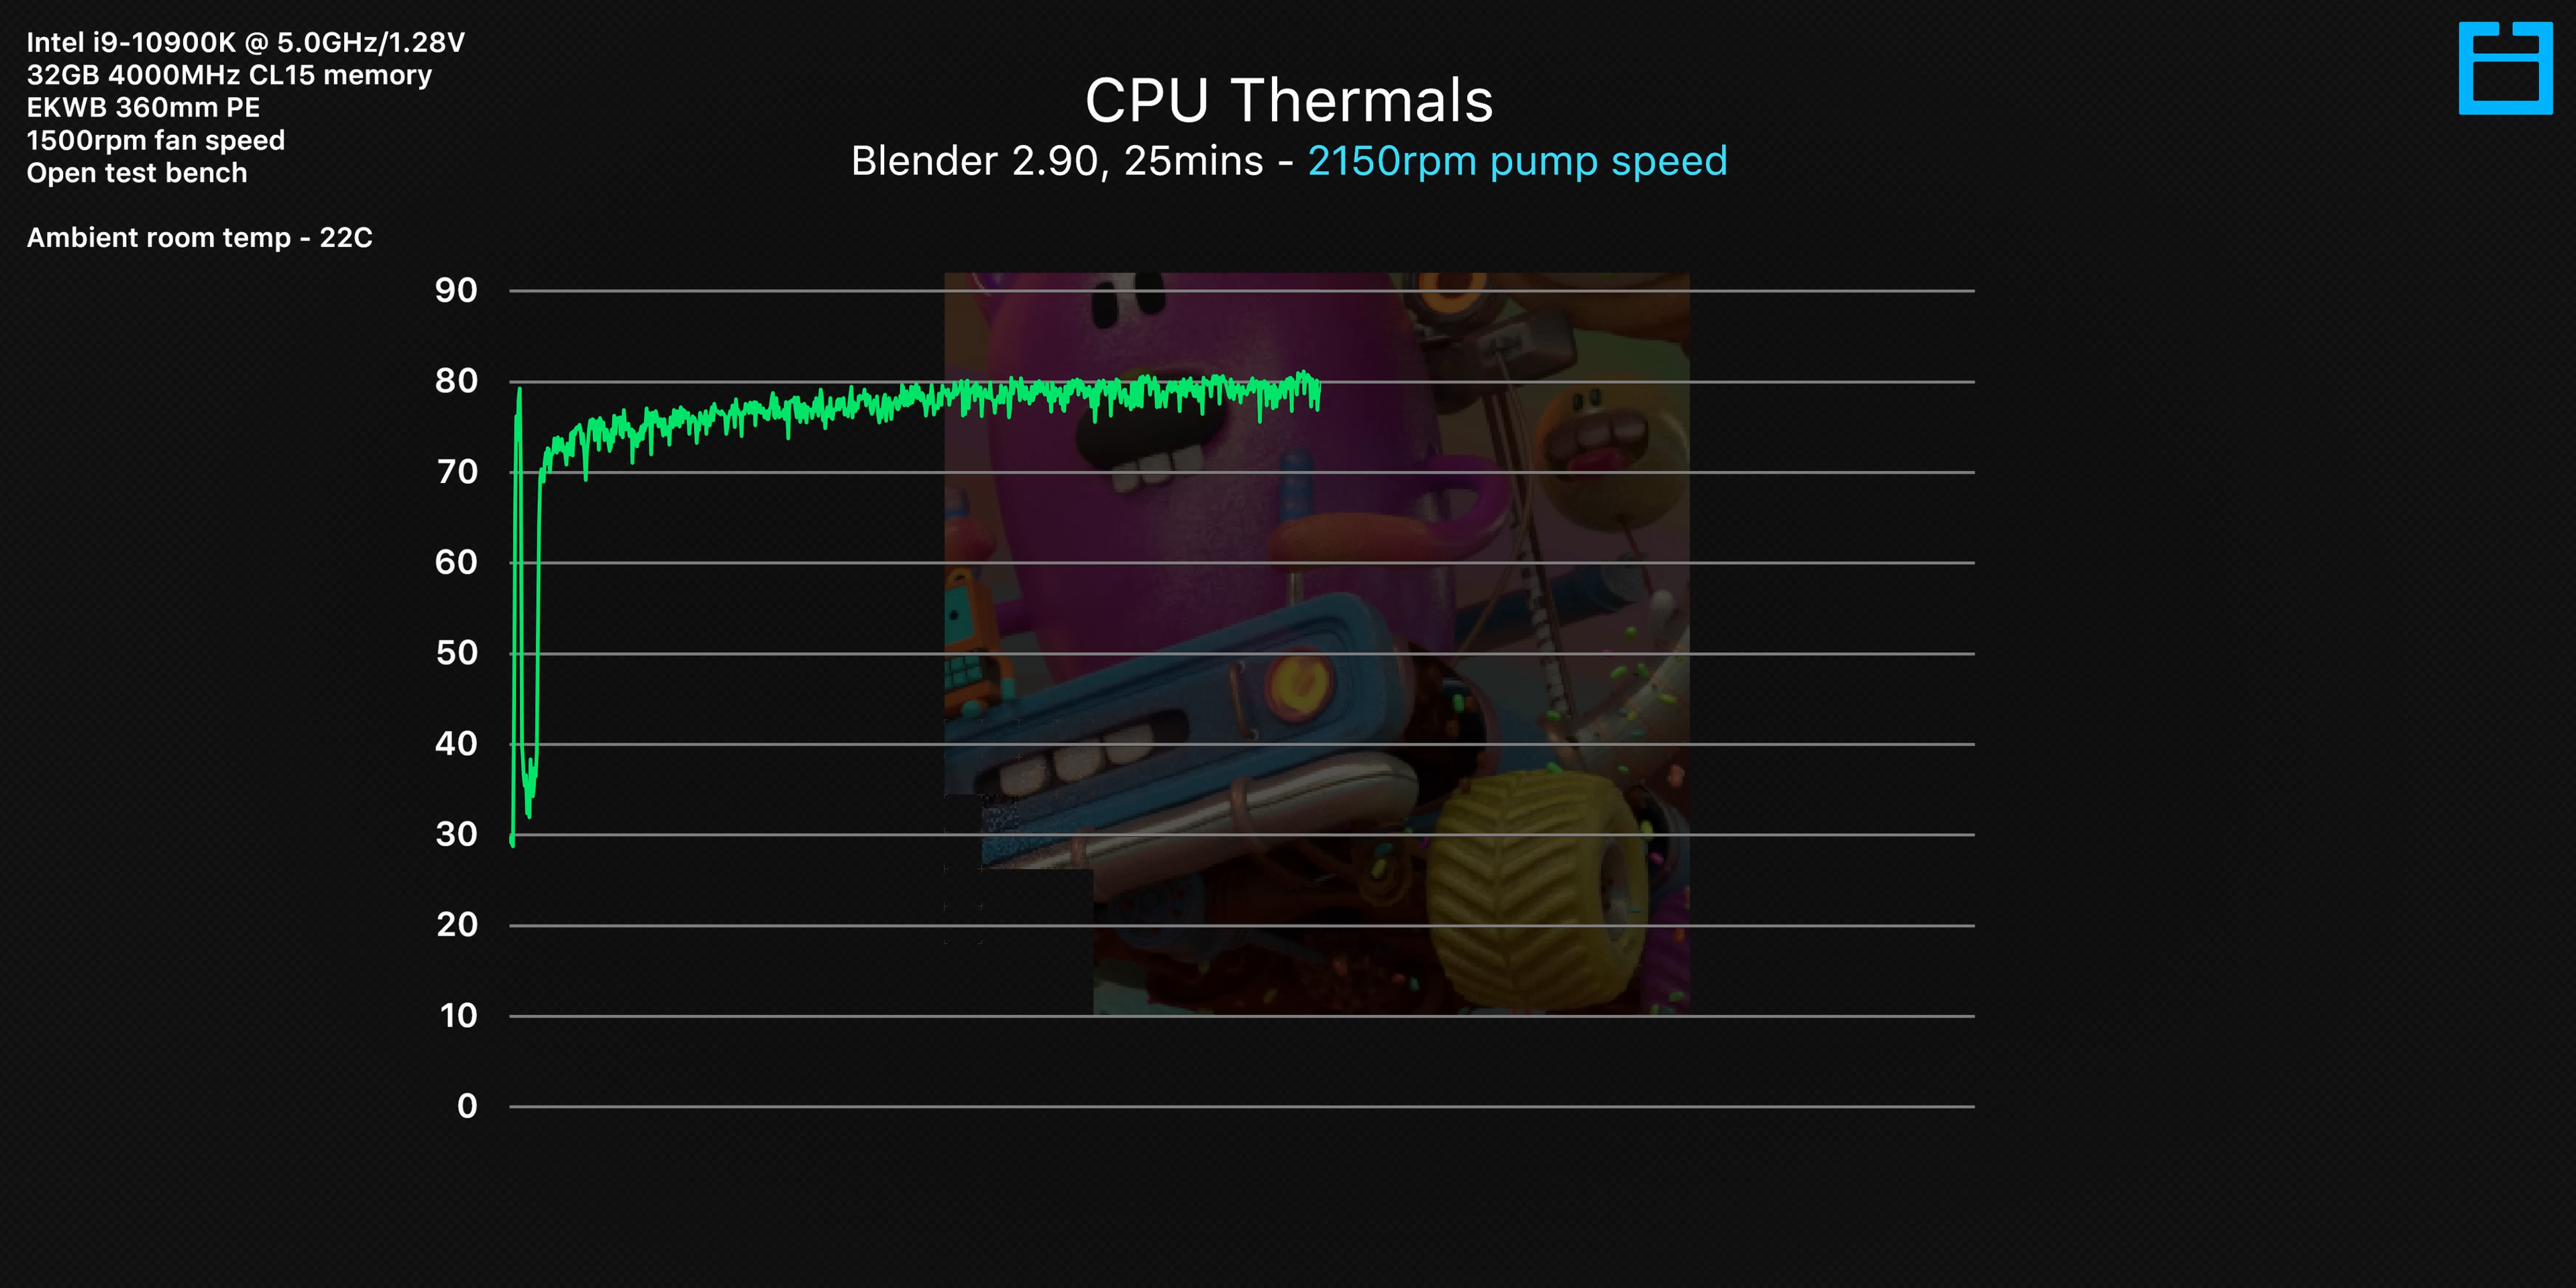 Intel i9-10900K @ 5.0GHz/1.28V
32GB 4000MHz CL15 memory
EKWB 360mm PE
1500rpm fan speed
Open test bench
Ambient room temp - 22C
CPU Thermals
Blender 2.90, 25mins - 2150rpm pump speed
90
80
70
60
50
40
30
20
10
0